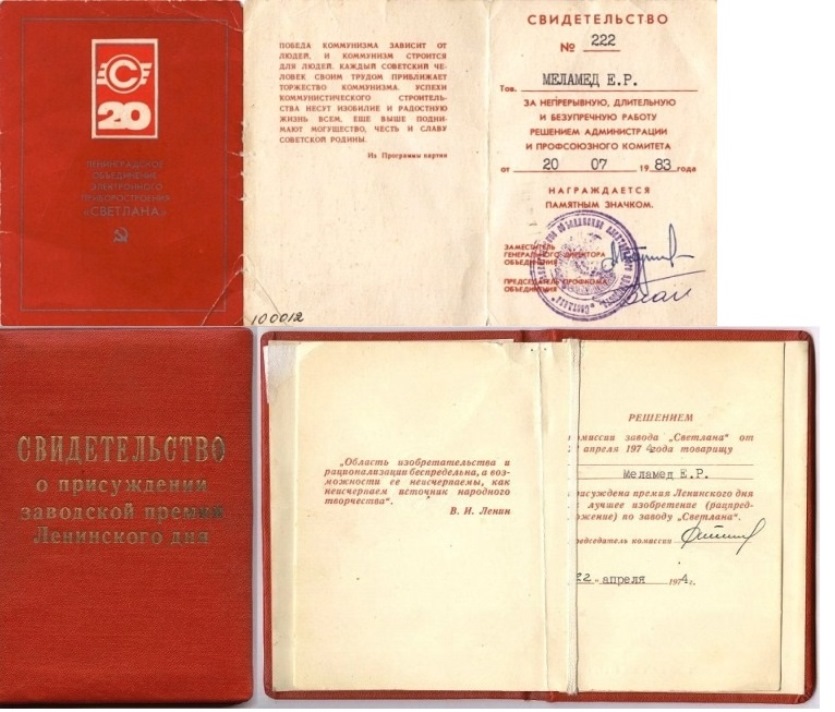 С
20
ЛЕНИНГРАДСКОЕ
ОБЪЕДИНЕНИЕ
ЭЛЕКТРОННОГО
ПРИБОРОСТРОЕНИЯ
«СВЕТЛАНА»
ПОБЕДА КОММУНИЗМА ЗАВИСИТ ОТ
ЛЮДЕЙ, И КОММУНИЗМ СТРОИТСЯ
ДЛЯ ЛЮДЕЙ. КАЖДЫЙ СОВЕТСКИЙ ЧЕ-
ЛОВЕК СВОИМ ТРУДОМ ПРИБЛИЖАЕТ
ТОРЖЕСТВО КОММУНИЗМА. УСПЕХИ
КОММУНИСТИЧЕСКОГО СТРОИТЕЛЬ-
СТВА НЕСУТ ИЗОБИЛИЕ И РАДОСТНУЮ
ЖИЗНЬ ВСЕМ, ЕЩЕ ВЫШЕ ПОДНИ-
МАЮТ МОГУЩЕСТВО, ЧЕСТЬ И СЛАВУ
СОВЕТСКОЙ РОДИНЫ.
Из Программы партии
100012
СВИДЕТЕЛЬСТВО
№ 222
Тов. МЕЛАМЕД Е.Р.
ЗА НЕПРЕРЫВНУЮ, ДЛИТЕЛЬНУЮ
И БЕЗУПРЕЧНУЮ РАБОТУ
РЕШЕНИЕМ АДМИНИСТРАЦИИ
И ПРОФСОЮЗНОГО КОМИТЕТА
от 20 07 1983 года
НАГРАЖДАЕТСЯ
ПАМЯТНЫМ ЗНАЧКОМ.
ЗАМЕСТИТЕЛЬ
ГЕНЕРАЛЬНОГО ДИРЕКТОРА
ОБЪЕДИНЕНИЯ
ПРЕДСЕДАТЕЛЬ ПРОФКОМА
ОБЪЕДИНЕНИЯ
СВИДЕТЕЛЬСТВО
о присуждении
заводской премии
Ленинского дня
„Область изобретательства и
рационализации беспредельна, а воз-
можности ее неисчерпаемы, как
неисчерпаем источник народного
творчества“.
В. И. Ленин
РЕШЕНИЕМ
омиссии завода „Светлана“ от
2 апреля 1974 года товарищу
Меламед Е.Р.
рисуждена премия Ленинского дня
а лучшее изобретение (рацпред-
ожение) по заводу „Светлана“.
редседатель комиссии
22 „ апреля 1974 г.